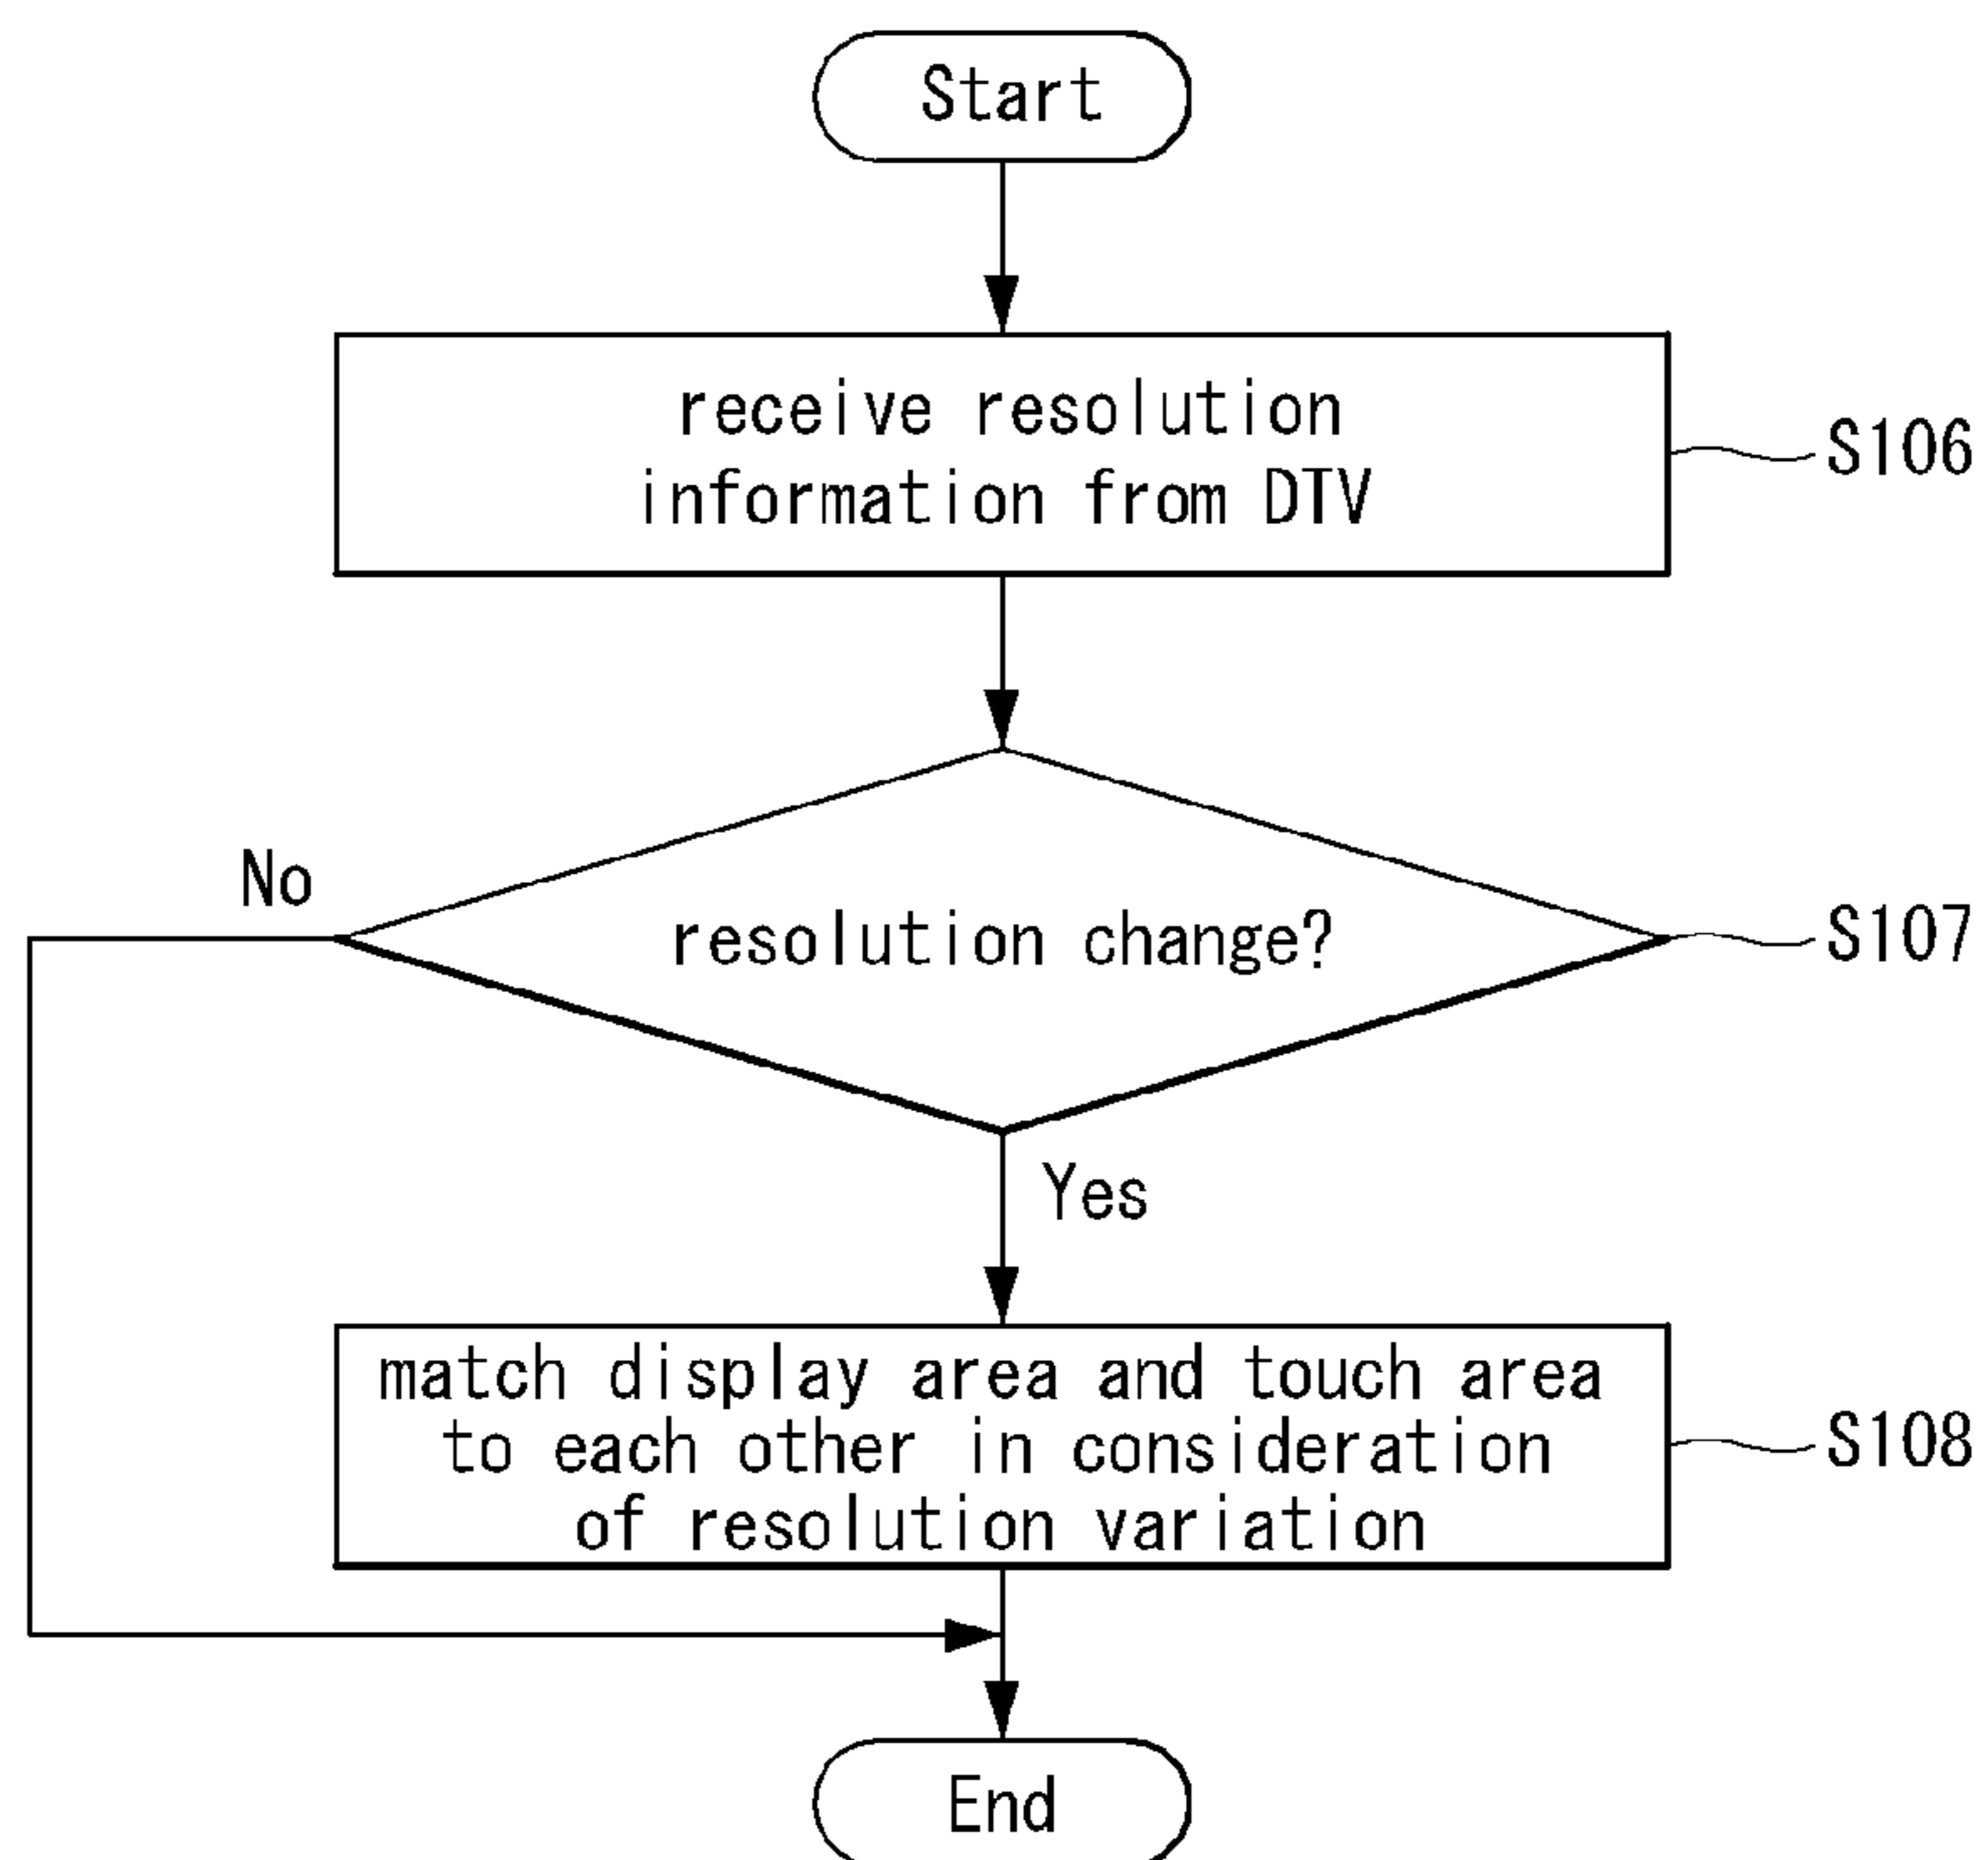 Start
receive resolution
information from DTV
S106
No
resolution change?
S107
Yes
match display area and touch area
to each other in consideration
of resolution variation
S108
End